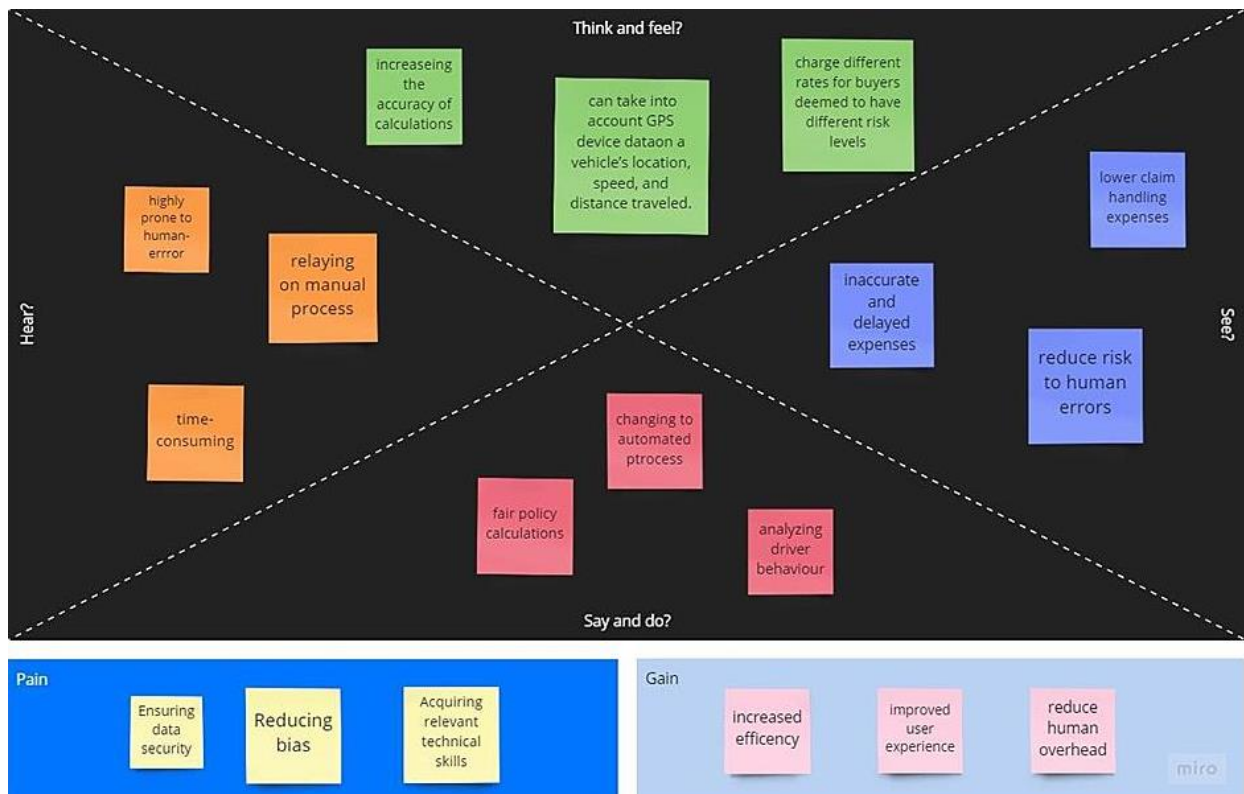 Think and feel?
increaseing
the
accuracy of
calculations
can take into
account GPS
device dataon a
vehicle's location,
speed, and
distance traveled.
charge different
rates for buyers
deemed to have
different risk
levels
Hear?
highly
prone to
human-
errror
relaying
on manual
process
time-
consuming
See?
lower claim
handling
expenses
inaccurate
and
delayed
expenses
reduce risk
to human
errors
changing to
automated
ptrocess
fair policy
calculations
analyzing
driver
behaviour
Say and do?
Pain
Ensuring
data
security
Reducing
bias
Acquiring
relevant
technical
skills
Gain
increased
efficency
improved
user
experience
reduce
human
overhead
miro